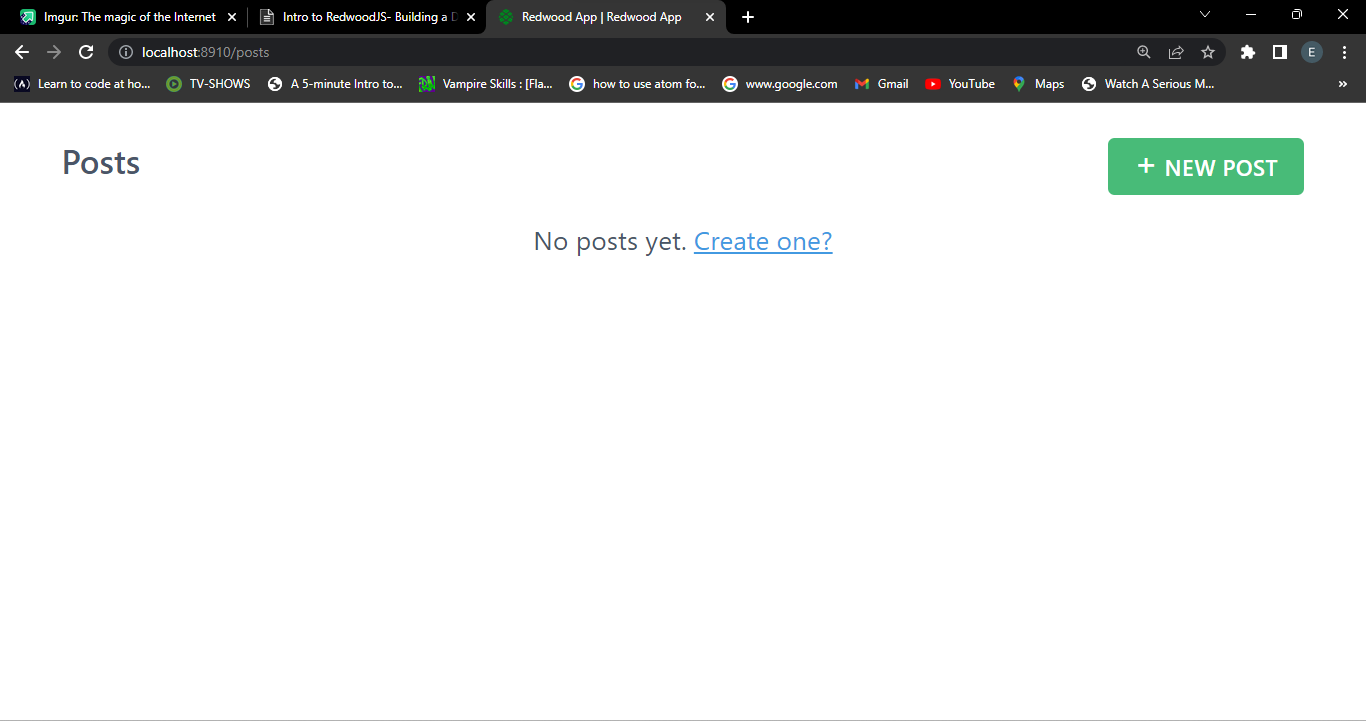 Imgur: The magic of the Internet
Intro to RedwoodJS- Building a D
Redwood App | Redwood App
localhost:8910/posts
E
Learn to code at ho...
TV-SHOWS
A 5-minute Intro to...
Vampire Skills : [Fla...
how to use atom fo...
www.google.com
Gmail
YouTube
Maps
Watch A Serious M...
»
Posts
+ NEW POST
No posts yet. Create one?